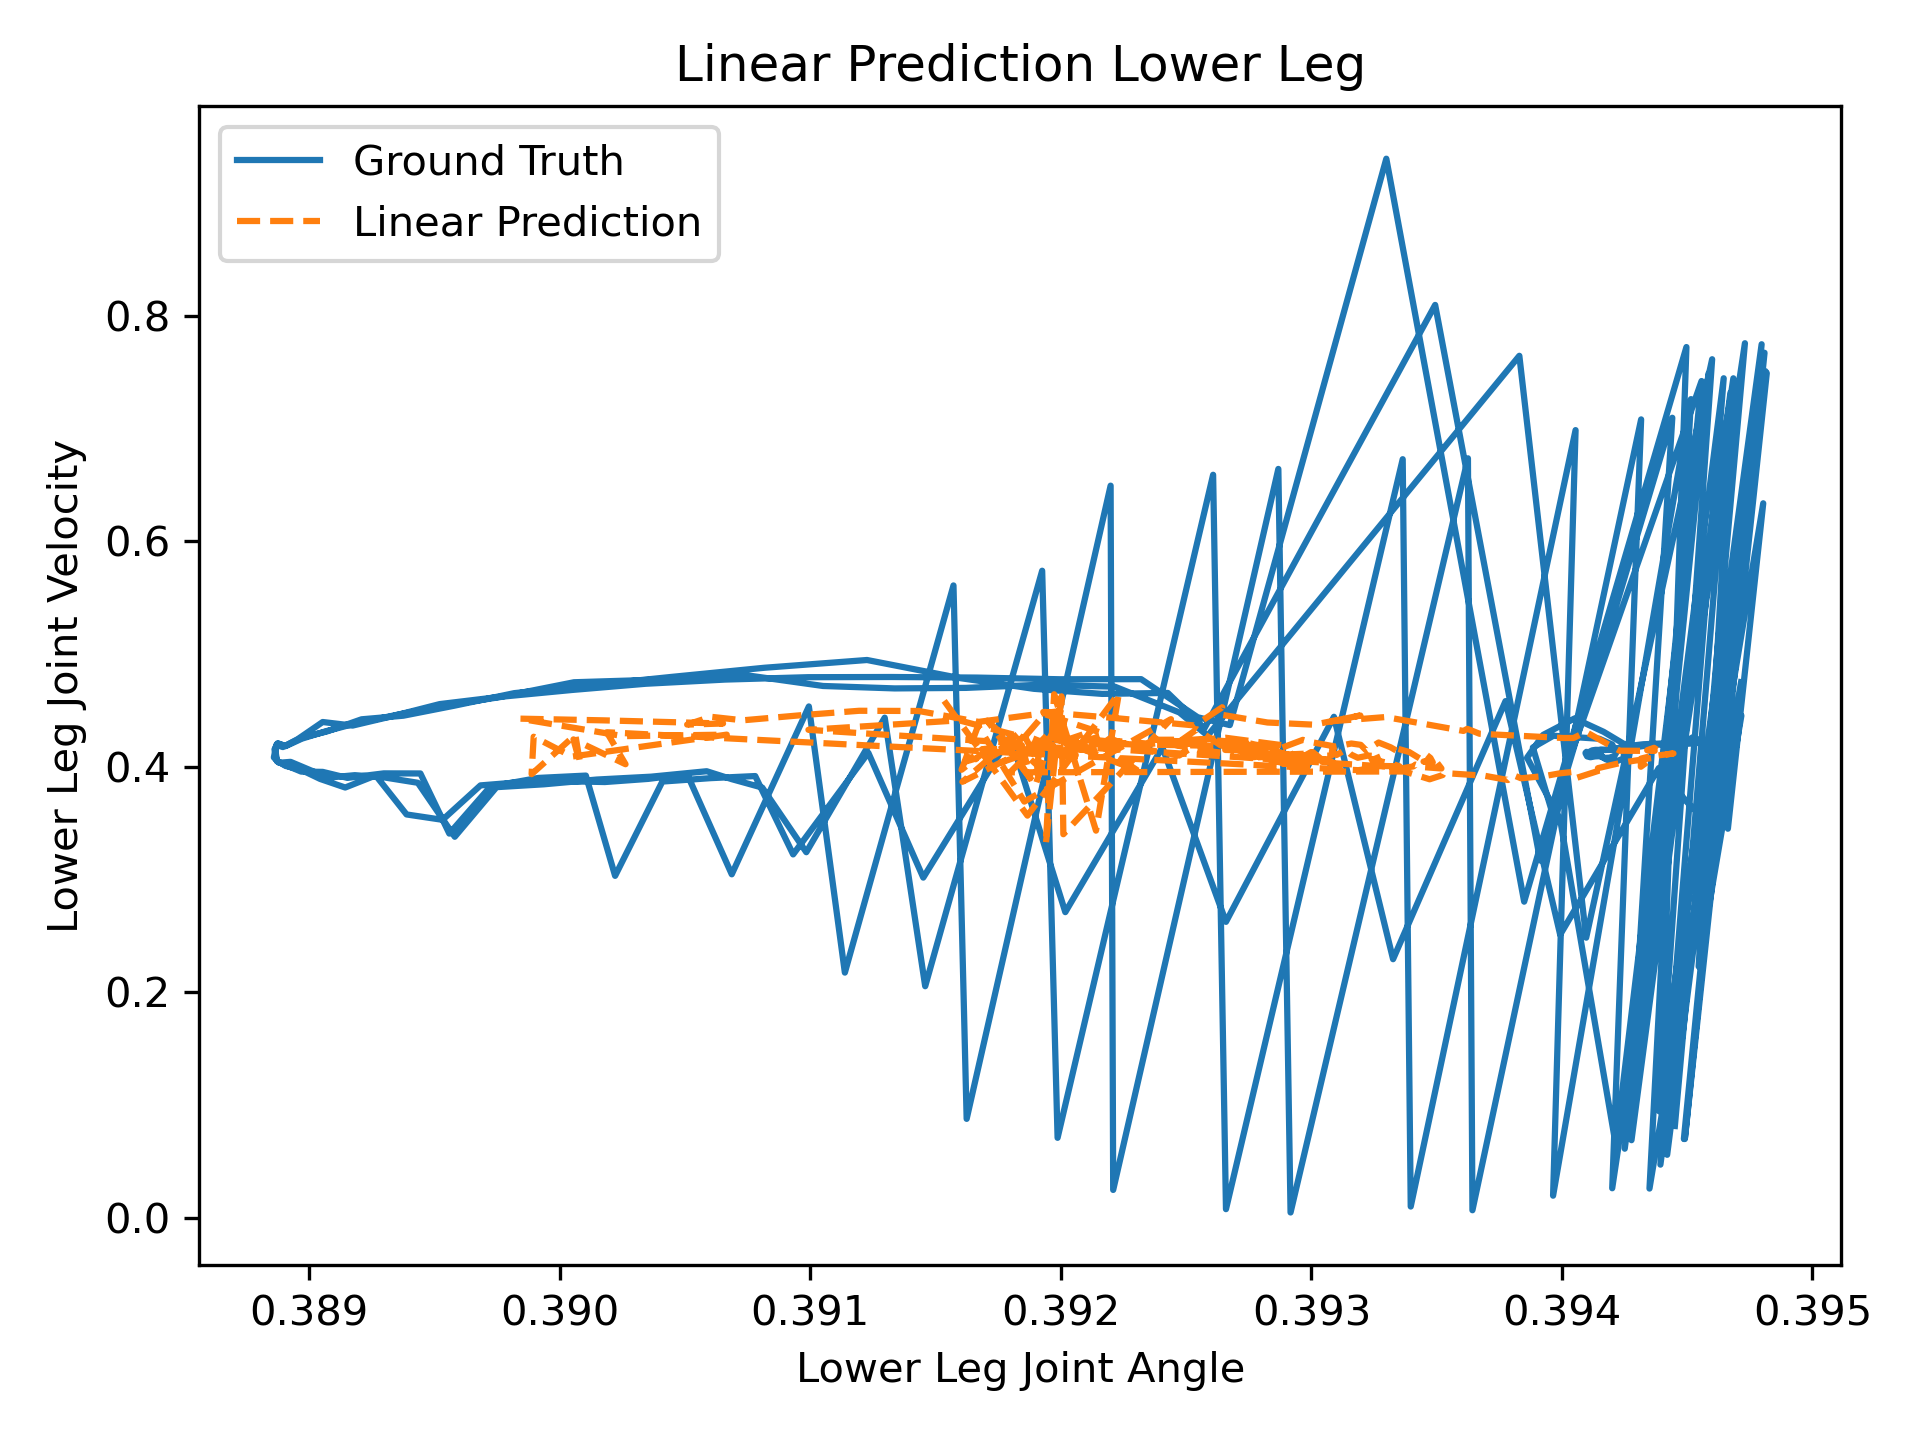 Linear Prediction Lower Leg
Ground Truth
Linear Prediction
Lower Leg Joint Velocity
0.8
0.6
0.4
0.2
0.0
0.389 0.390 0.391 0.392 0.393 0.394 0.395
Lower Leg Joint Angle